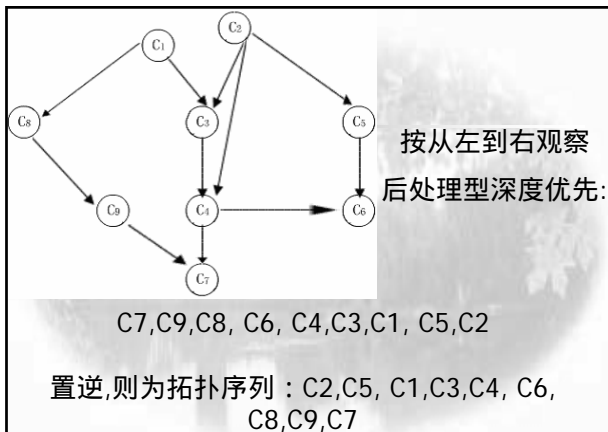 C1
C2
C8
C3
C5
C9
C4
C6
C7
按从左到右观察
后处理型深度优先:
C7,C9,C8, C6, C4,C3,C1, C5,C2
置逆,则为拓扑序列：C2,C5, C1,C3,C4, C6,
C8,C9,C7